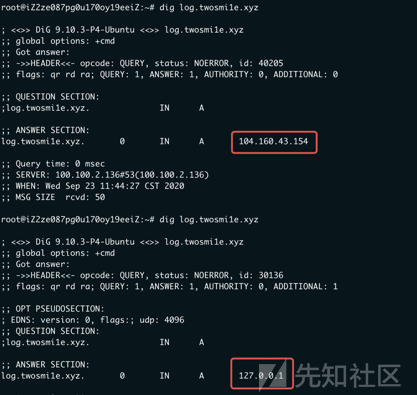 root@iZ2ze087pg0u170oy19eeiZ:~# dig log.twosmi1e.xyz
; <<>> DiG 9.10.3-P4-Ubuntu <<>> log.twosmi1e.xyz
;; global options: +cmd
;; Got answer:
;; ->>HEADER<<- opcode: QUERY, status: NOERROR, id: 40205
;; flags: qr rd ra; QUERY: 1, ANSWER: 1, AUTHORITY: 0, ADDITIONAL: 0
;; QUESTION SECTION:
;log.twosmi1e.xyz. IN A
;; ANSWER SECTION:
log.twosmi1e.xyz. 0 IN A 104.160.43.154
;; Query time: 0 msec
;; SERVER: 100.100.2.136#53(100.100.2.136)
;; WHEN: Wed Sep 23 11:44:27 CST 2020
;; MSG SIZE rcvd: 50
root@iZ2ze087pg0u170oy19eeiZ:~# dig log.twosmi1e.xyz
; <<>> DiG 9.10.3-P4-Ubuntu <<>> log.twosmi1e.xyz
;; global options: +cmd
;; Got answer:
;; ->>HEADER<<- opcode: QUERY, status: NOERROR, id: 30136
;; flags: qr rd ra; QUERY: 1, ANSWER: 1, AUTHORITY: 0, ADDITIONAL: 1
;; OPT PSEUDOSECTION:
; EDNS: version: 0, flags:; udp: 4096
;; QUESTION SECTION:
;log.twosmi1e.xyz. IN A
;; ANSWER SECTION:
log.twosmi1e.xyz. 0 IN A 127.0.0.1
先知社区